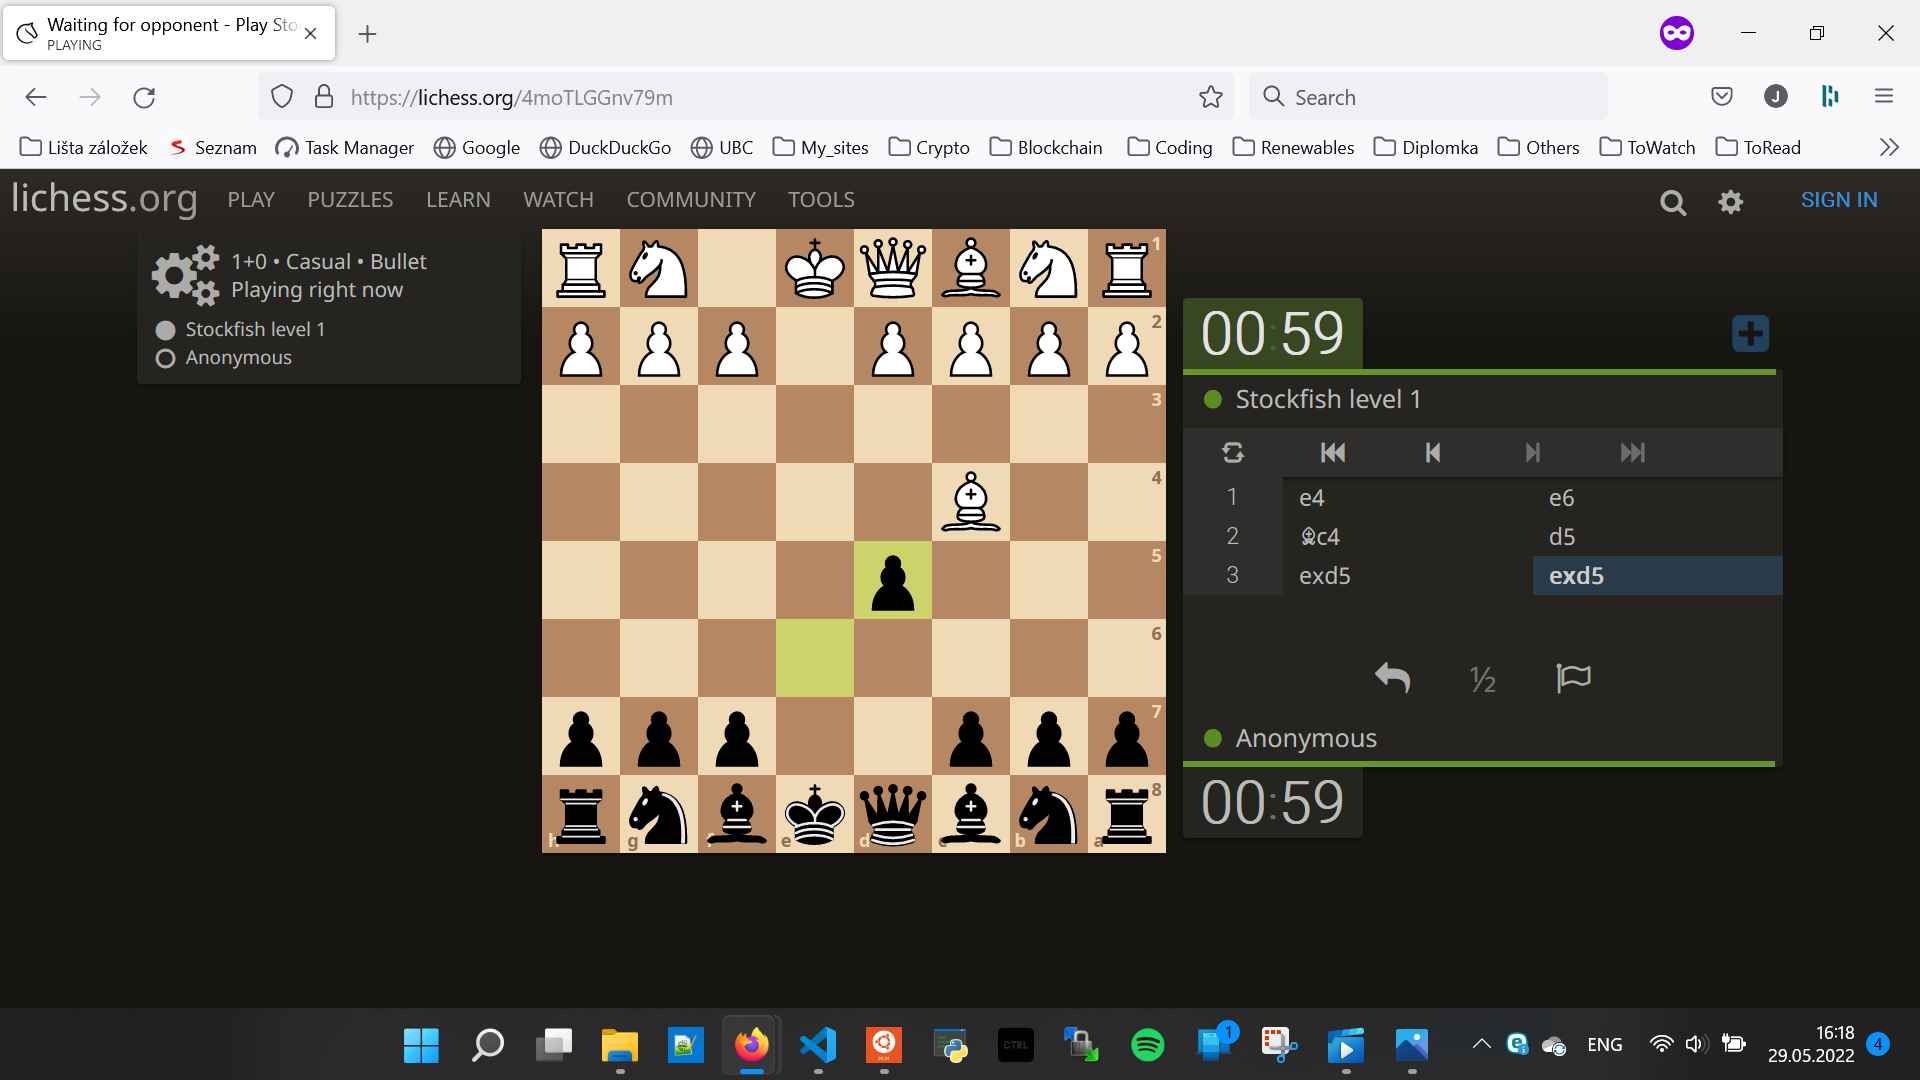 Waiting for opponent - Play Sto
PLAYING
https://lichess.org/4moTLGGnv79m
Search
J
Lišta záložek
Seznam
Task Manager
Google
DuckDuckGo
UBC
My_sites
Crypto
Blockchain
Coding
Renewables
Diplomka
Others
ToWatch
ToRead
lichess.org
PLAY
PUZZLES
LEARN
WATCH
COMMUNITY
TOOLS
SIGN IN
1+0 • Casual • Bullet
Playing right now
Stockfish level 1
Anonymous
1
2
3
4
5
6
7
8
h g f e d c b a
00:59
Stockfish level 1
1 e4 e6
2 ♗c4 d5
3 exd5 exd5
½
Anonymous
00:59
CTRL
1
ENG
16:18
29.05.2022
4